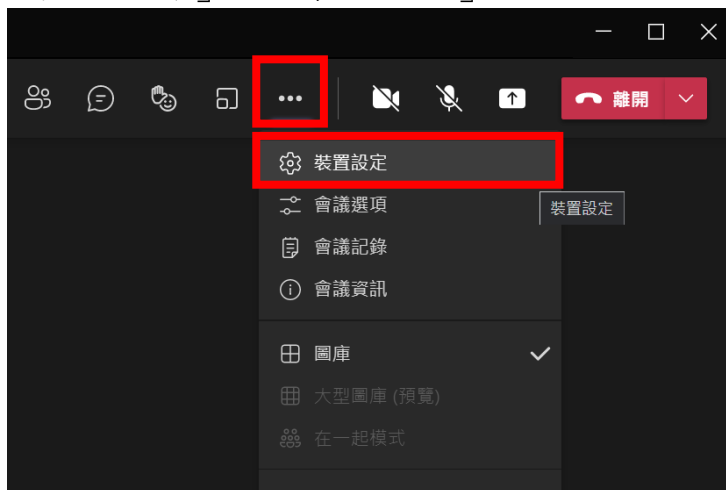 離開
裝置設定
會議選項
裝置設定
會議記錄
會議資訊
圖庫
大型圖庫 (預覽)
在一起模式